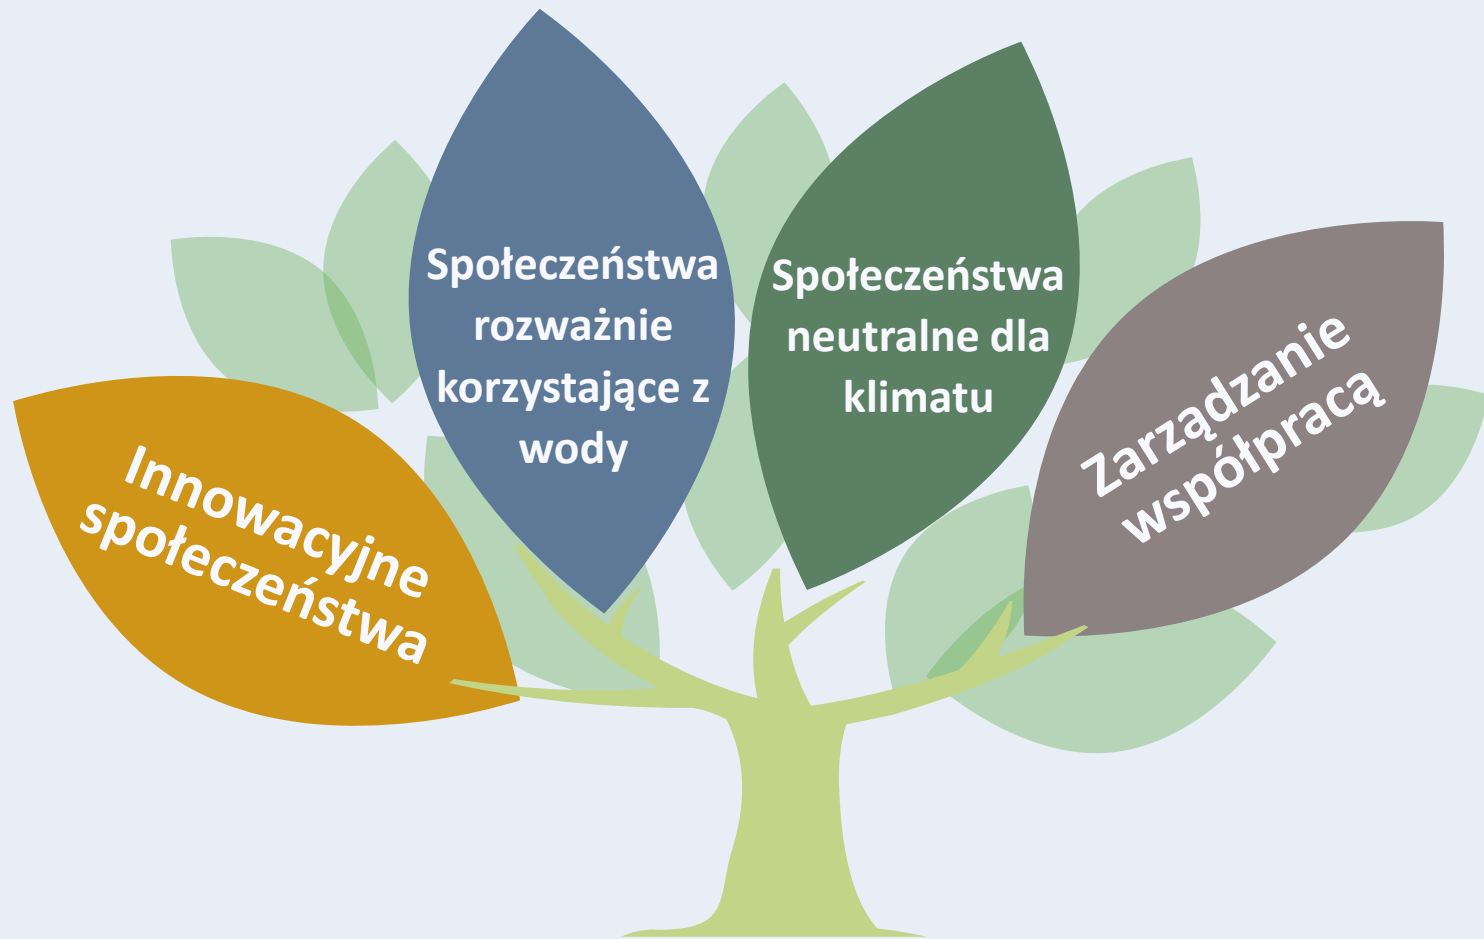 Innowacyjne
społeczeństwa
Społeczeństwa
rozważnie
korzystające z
wody
Społeczeństwa
neutralne dla
klimatu
Zarządzanie
współpracą